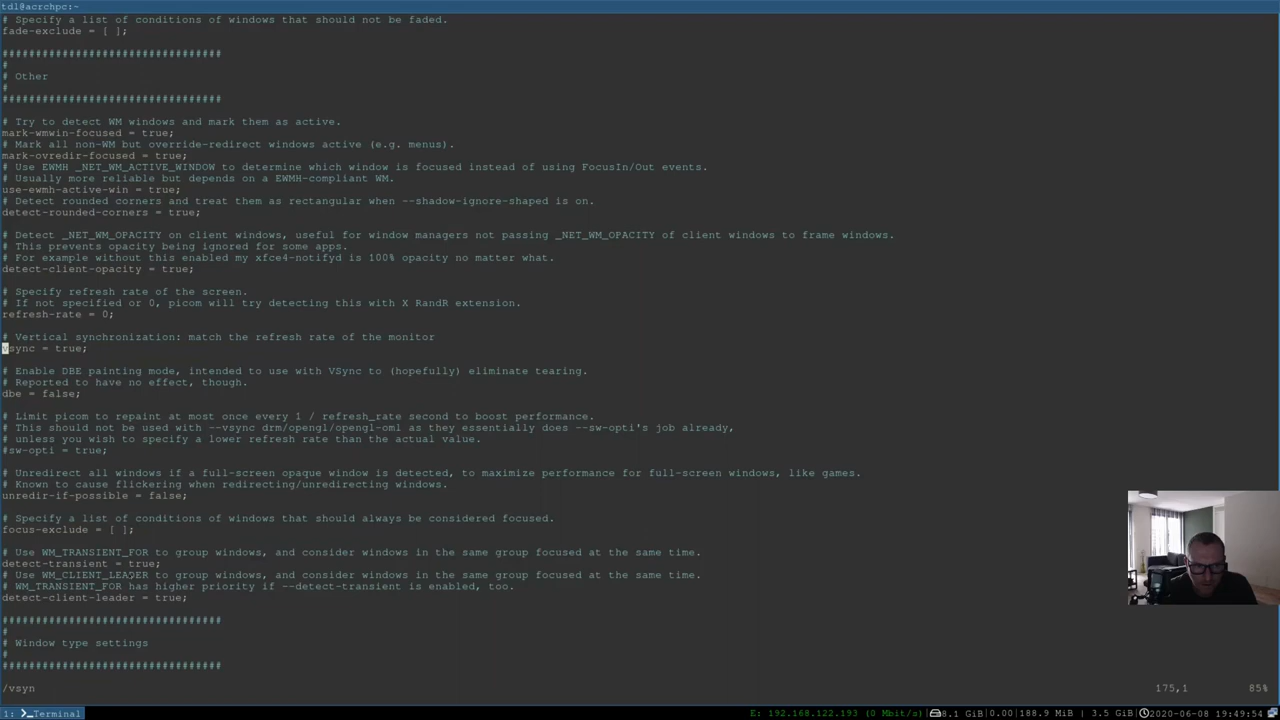 tdl@acrchpc:~
# Specify a list of conditions of windows that should not be faded.
fade-exclude = [ ];
#################################
#
# Other
#
#################################
# Try to detect WM windows and mark them as active.
mark-wmwin-focused = true;
# Mark all non-WM but override-redirect windows active (e.g. menus).
mark-ovredir-focused = true;
# Use EWMH _NET_WM_ACTIVE_WINDOW to determine which window is focused instead of using FocusIn/Out events.
# Usually more reliable but depends on a EWMH-compliant WM.
use-ewmh-active-win = true;
# Detect rounded corners and treat them as rectangular when --shadow-ignore-shaped is on.
detect-rounded-corners = true;
# Detect _NET_WM_OPACITY on client windows, useful for window managers not passing _NET_WM_OPACITY of client windows to frame windows.
# This prevents opacity being ignored for some apps.
# For example without this enabled my xfce4-notifyd is 100% opacity no matter what.
detect-client-opacity = true;
# Specify refresh rate of the screen.
# If not specified or 0, picom will try detecting this with X RandR extension.
refresh-rate = 0;
# Vertical synchronization: match the refresh rate of the monitor
vsync = true;
# Enable DBE painting mode, intended to use with VSync to (hopefully) eliminate tearing.
# Reported to have no effect, though.
dbe = false;
# Limit picom to repaint at most once every 1 / refresh_rate second to boost performance.
# This should not be used with --vsync drm/opengl/opengl-oml as they essentially does --sw-opti's job already,
# unless you wish to specify a lower refresh rate than the actual value.
#sw-opti = true;
# Unredirect all windows if a full-screen opaque window is detected, to maximize performance for full-screen windows, like games.
# Known to cause flickering when redirecting/unredirecting windows.
unredir-if-possible = false;
# Specify a list of conditions of windows that should always be considered focused.
focus-exclude = [ ];
# Use WM_TRANSIENT_FOR to group windows, and consider windows in the same group focused at the same time.
detect-transient = true;
# Use WM_CLIENT_LEADER to group windows, and consider windows in the same group focused at the same time.
# WM_TRANSIENT_FOR has higher priority if --detect-transient is enabled, too.
detect-client-leader = true;
#################################
#
# Window type settings
#
#################################
/vsyn 175,1 85%
1: >_Terminal E: 192.168.122.193 (0 Mbit/s) 8.1 GiB|0.00|188.9 MiB | 3.5 GiB 2020-06-08 19:49:54